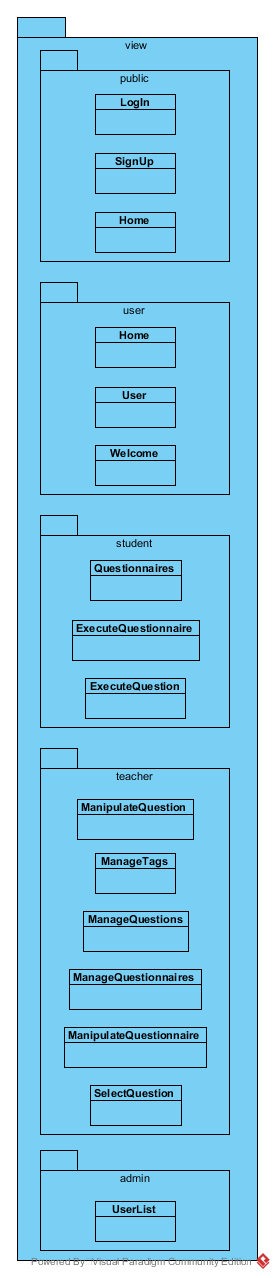 view
public
LogIn
SignUp
Home
user
Home
User
Welcome
student
Questionnaires
ExecuteQuestionnaire
ExecuteQuestion
teacher
ManipulateQuestion
ManageTags
ManageQuestions
ManageQuestionnaires
ManipulateQuestionnaire
SelectQuestion
admin
UserList
Powered By Visual Paradigm Community Edition